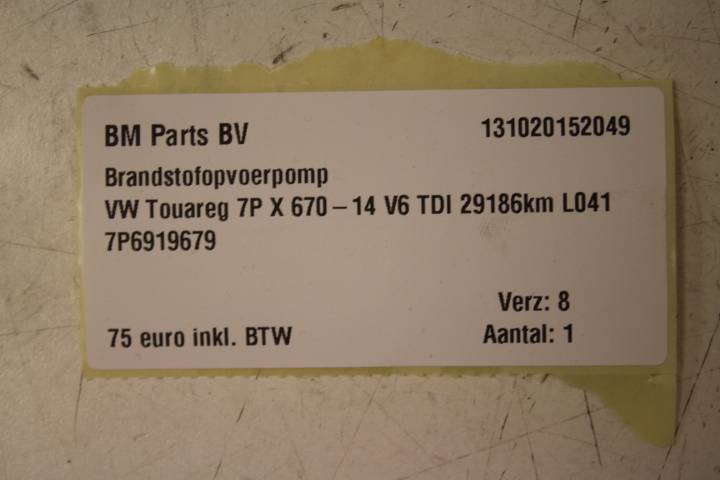 BM Parts BV 131020152049
Brandstofopvoerpomp
VW Touareg 7P X 670 – 14 V6 TDI 29186km L041
7P6919679
Verz: 8
75 euro inkl. BTW Aantal: 1